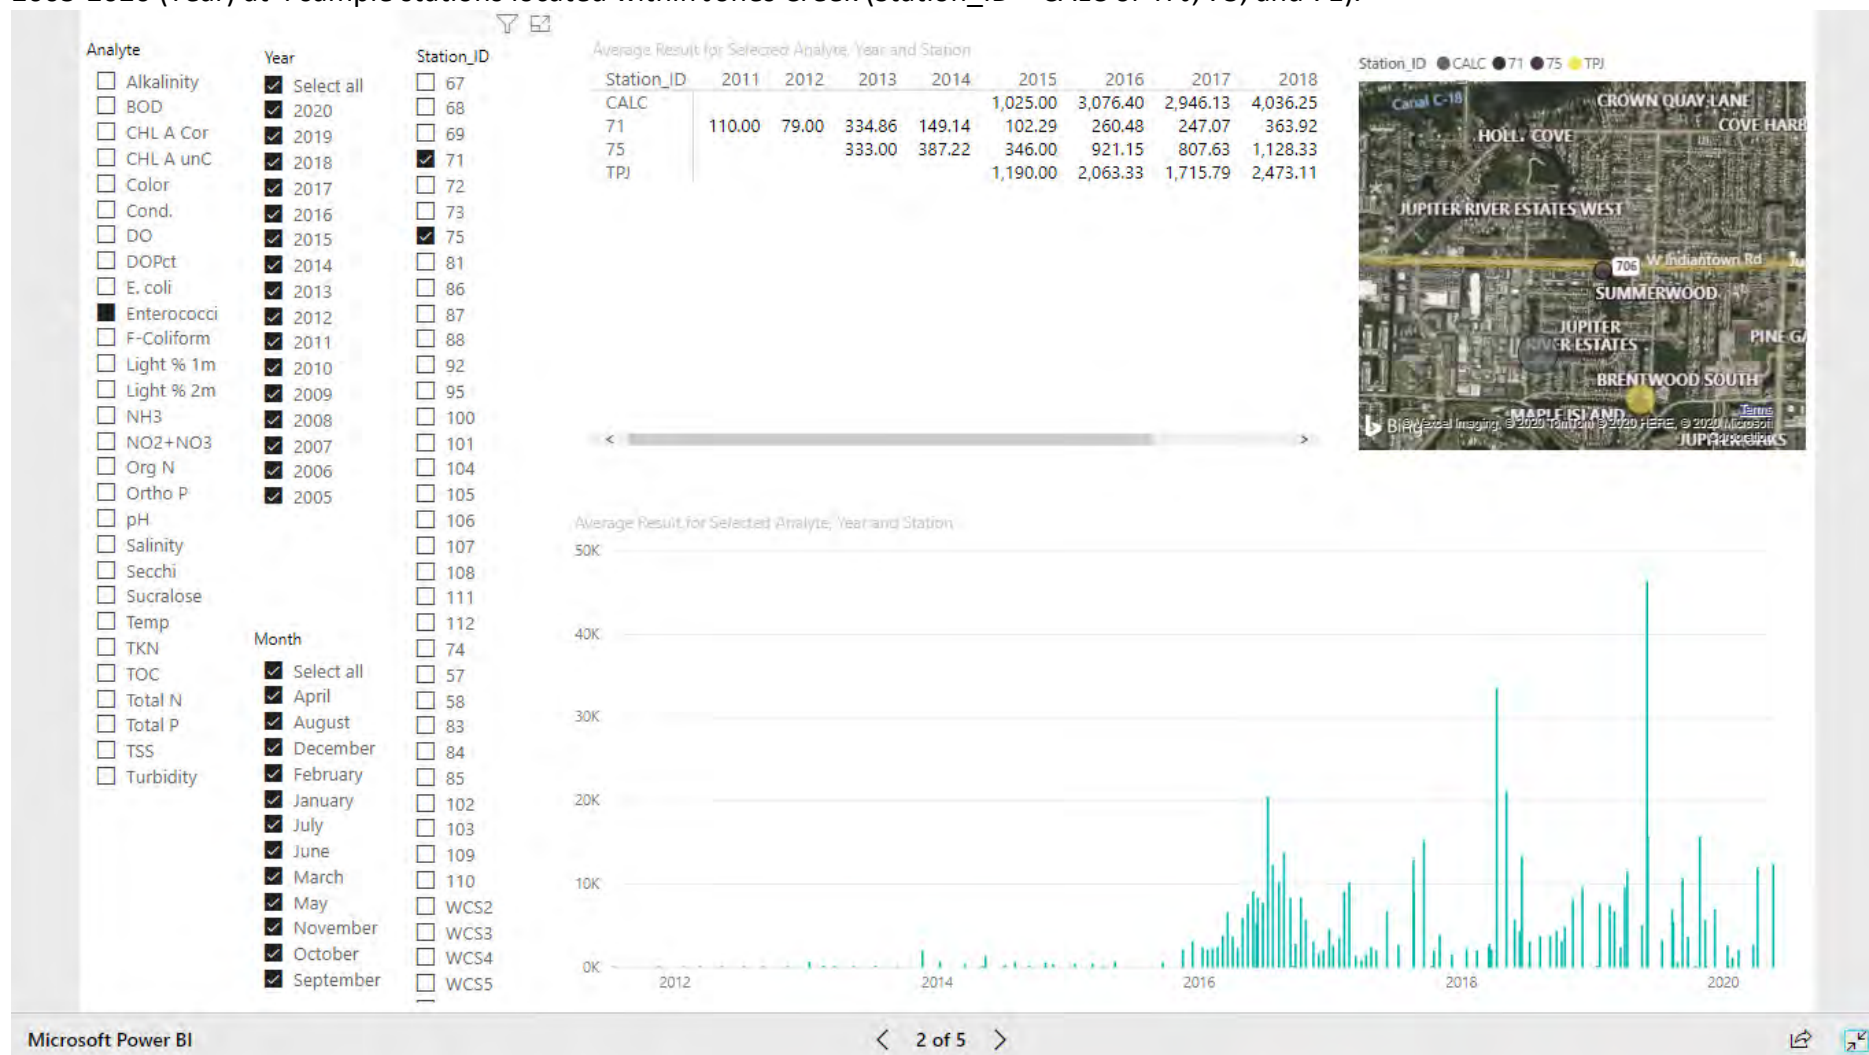 Analyte
Alkalinity
BOD
CHL A Cor
CHL A unC
Color
Cond.
DO
DOPct
E. coli
Enterococci
F-Coliform
Light % 1m
Light % 2m
NH3
NO2+NO3
Org N
Ortho P
pH
Salinity
Secchi
Sucralose
Temp
TKN
TOC
Total N
Total P
TSS
Turbidity
Year
Select all
2020
2019
2018
2017
2016
2015
2014
2013
2012
2011
2010
2009
2008
2007
2006
2005
Month
Select all
April
August
December
February
January
July
June
March
May
November
October
September
Station_ID
67
68
69
71
72
73
75
81
86
87
88
92
95
100
101
104
105
106
107
108
111
112
74
57
58
83
84
85
102
103
109
110
WCS2
WCS3
WCS4
WCS5
Average Result for Selected Analyte, Year and Station
Station_ID 2011 2012 2013 2014 2015 2016 2017 2018
CALC 1,025.00 3,076.40 2,946.13 4,036.25
71 110.00 79.00 334.86 149.14 102.29 260.48 247.07 363.92
75 333.00 387.22 346.00 921.15 807.63 1,128.33
TPJ 1,190.00 2,063.33 1,715.79 2,473.11
Station_ID CALC 71 75 TPJ
Canal C-18
CROWN QUAY LANE
COVE HARB
HOLL. COVE
JUPITER RIVER ESTATES WEST
706
W Indiantown Rd
SUMMERWOOD
JUPITER
RIVER ESTATES
PINE GA
BRENTWOOD SOUTH
MAPLE ISLAND
Terms
Bing
Average Result for Selected Analyte, Year and Station
50K
40K
30K
20K
10K
0K
2012 2014 2016 2018 2020
Microsoft Power BI
2 of 5